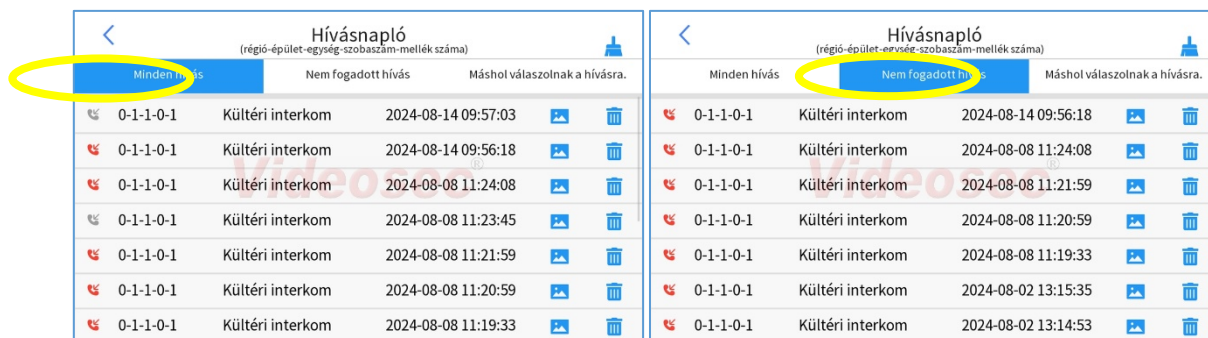 Hívásnapló
(régió-épület-egység-szobaszám-mellék száma)
Minden hívás Nem fogadott hívás Máshol válaszolnak a hívásra.
0-1-1-0-1 Kültéri interkom 2024-08-14 09:57:03
0-1-1-0-1 Kültéri interkom 2024-08-14 09:56:18
0-1-1-0-1 Kültéri interkom 2024-08-08 11:24:08
0-1-1-0-1 Kültéri interkom 2024-08-08 11:23:45
0-1-1-0-1 Kültéri interkom 2024-08-08 11:21:59
0-1-1-0-1 Kültéri interkom 2024-08-08 11:20:59
0-1-1-0-1 Kültéri interkom 2024-08-08 11:19:33
Videosec®
Hívásnapló
(régió-épület-egység-szobaszám-mellék száma)
Minden hívás Nem fogadott hívás Máshol válaszolnak a hívásra.
0-1-1-0-1 Kültéri interkom 2024-08-14 09:56:18
0-1-1-0-1 Kültéri interkom 2024-08-08 11:24:08
0-1-1-0-1 Kültéri interkom 2024-08-08 11:21:59
0-1-1-0-1 Kültéri interkom 2024-08-08 11:20:59
0-1-1-0-1 Kültéri interkom 2024-08-08 11:19:33
0-1-1-0-1 Kültéri interkom 2024-08-02 13:15:35
0-1-1-0-1 Kültéri interkom 2024-08-02 13:14:53
Videosec®